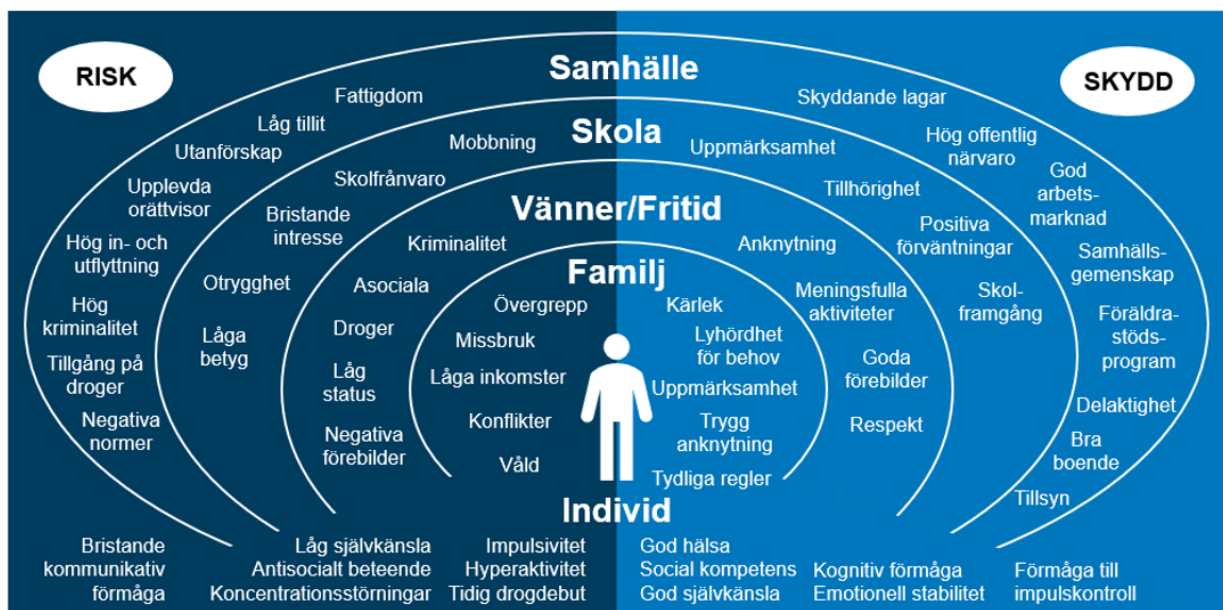 RISK
SKYDD
Samhälle
Fattigdom
Låg tillit
Utanförskap
Upplevda
orättvisor
Hög in- och
utflyttning
Hög
kriminalitet
Tillgång på
droger
Negativa
normer
Skyddande lagar
Hög offentlig
närvaro
God
arbets-
marknad
Samhälls-
gemenskap
Föräldra-
stöds-
program
Delaktighet
Bra
boende
Tillsyn
Skola
Mobbning
Skolfrånvaro
Bristande
intresse
Otrygghet
Låga
betyg
Uppmärksamhet
Tillhörighet
Positiva
förväntningar
Skol-
framgång
Vänner/Fritid
Kriminalitet
Asociala
Droger
Låg
status
Negativa
förebilder
Anknytning
Meningsfulla
aktiviteter
Goda
förebilder
Respekt
Familj
Övergrepp
Missbruk
Låga inkomster
Konflikter
Våld
Kärlek
Lyhördhet
för behov
Uppmärksamhet
Trygg
anknytning
Tydliga regler
Individ
Bristande
kommunikativ
förmåga
Låg självkänsla
Antisocialt beteende
Koncentrationsstörningar
Impulsivitet
Hyperaktivitet
Tidig drogdebut
God hälsa
Social kompetens
God självkänsla
Kognitiv förmåga
Emotionell stabilitet
Förmåga till
impulskontroll